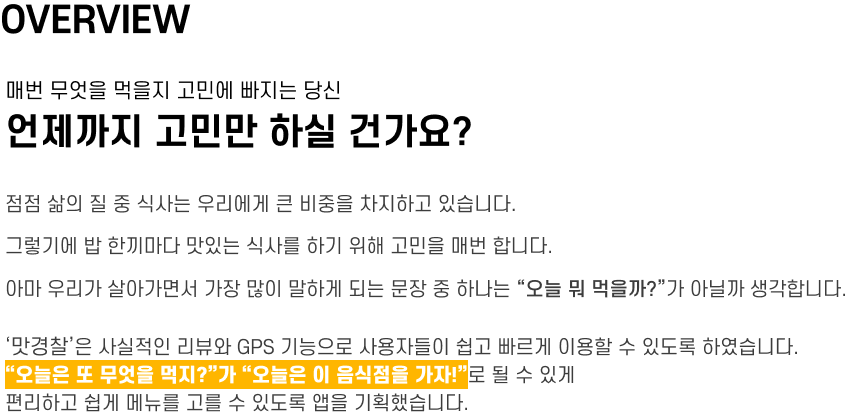 OVERVIEW
매번 무엇을 먹을지 고민에 빠지는 당신
언제까지 고민만 하실 건가요?
점점 삶의 질 중 식사는 우리에게 큰 비중을 차지하고 있습니다.
그렇기에 밥 한끼마다 맛있는 식사를 하기 위해 고민을 매번 합니다.
아마 우리가 살아가면서 가장 많이 말하게 되는 문장 중 하나는 “오늘 뭐 먹을까?”가 아닐까 생각합니다.
‘맛경찰’은 사실적인 리뷰와 GPS 기능으로 사용자들이 쉽고 빠르게 이용할 수 있도록 하였습니다.
“오늘은 또 무엇을 먹지?”가 “오늘은 이 음식점을 가자!”로 될 수 있게
편리하고 쉽게 메뉴를 고를 수 있도록 앱을 기획했습니다.